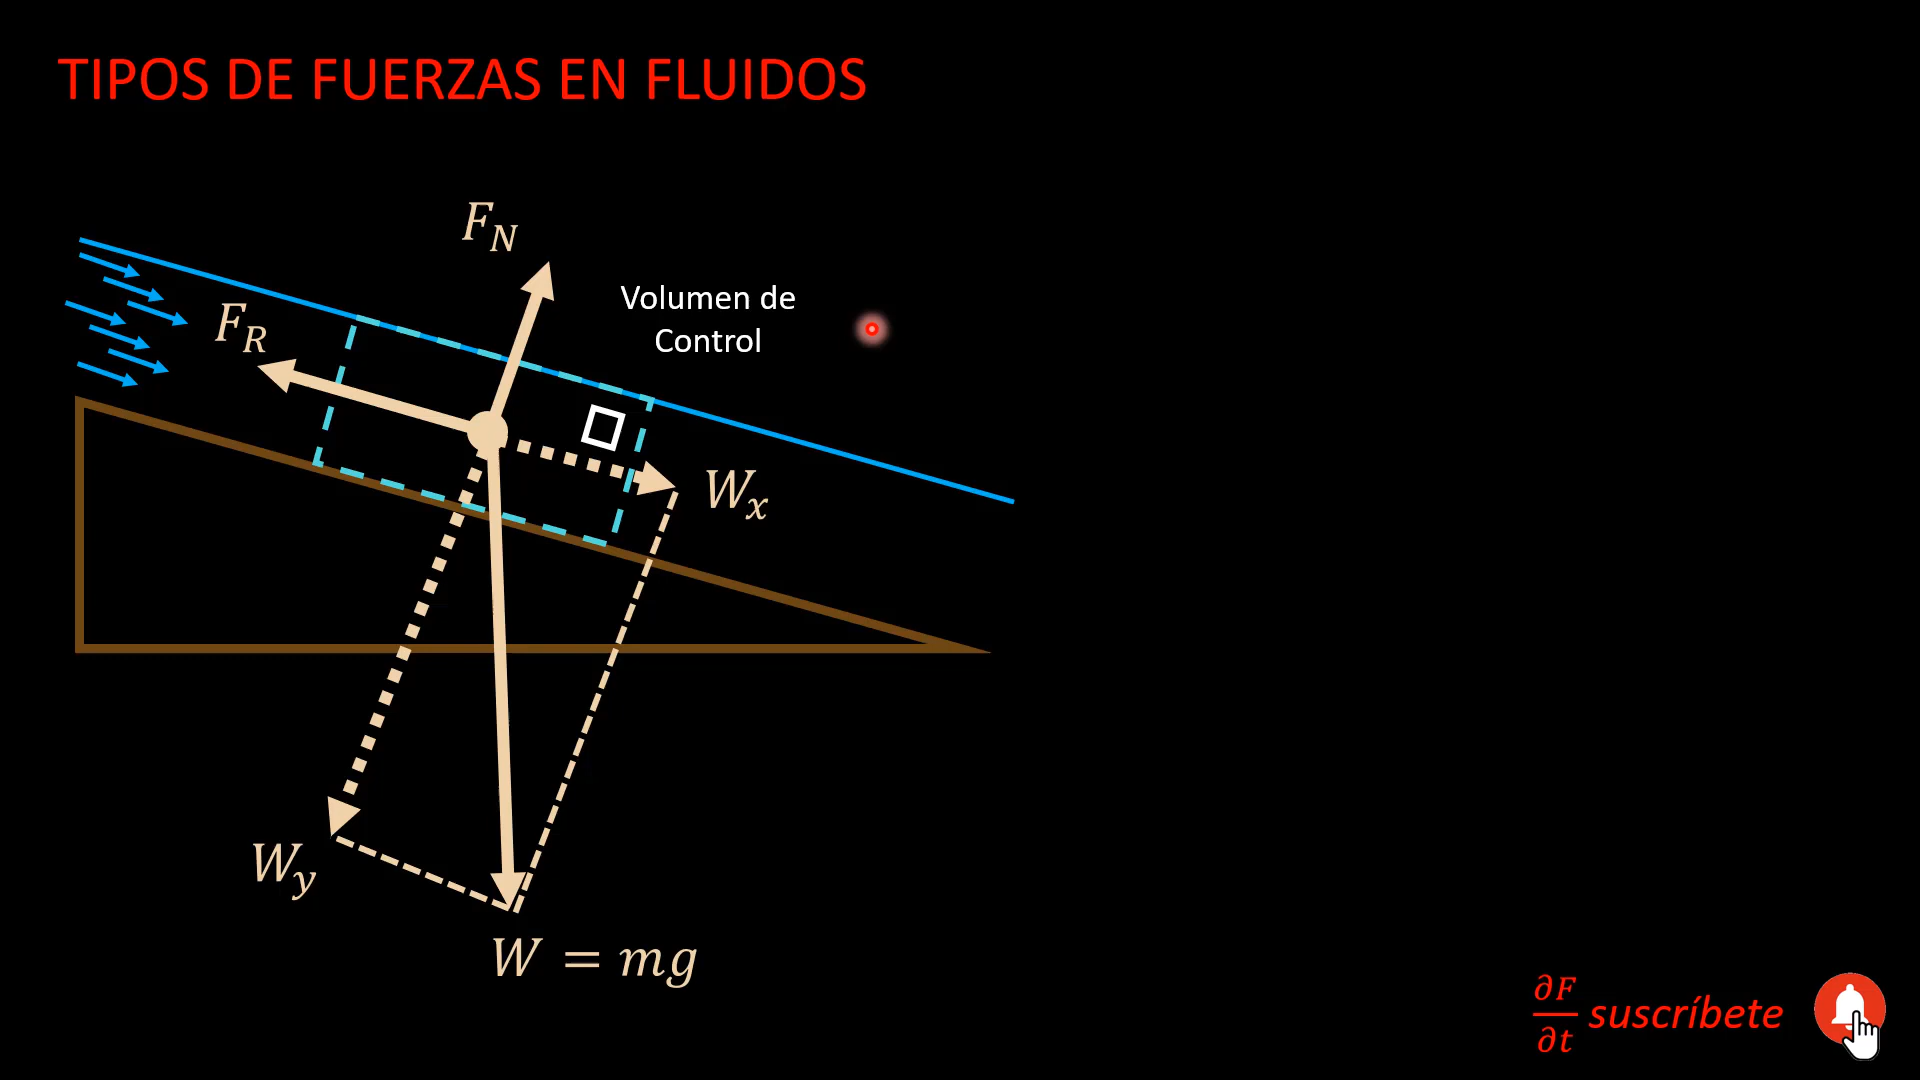 TIPOS DE FUERZAS EN FLUIDOS
F_N
Volumen de
Control
F_R
W_x
W_y
W = mg
∂F/∂t suscríbete